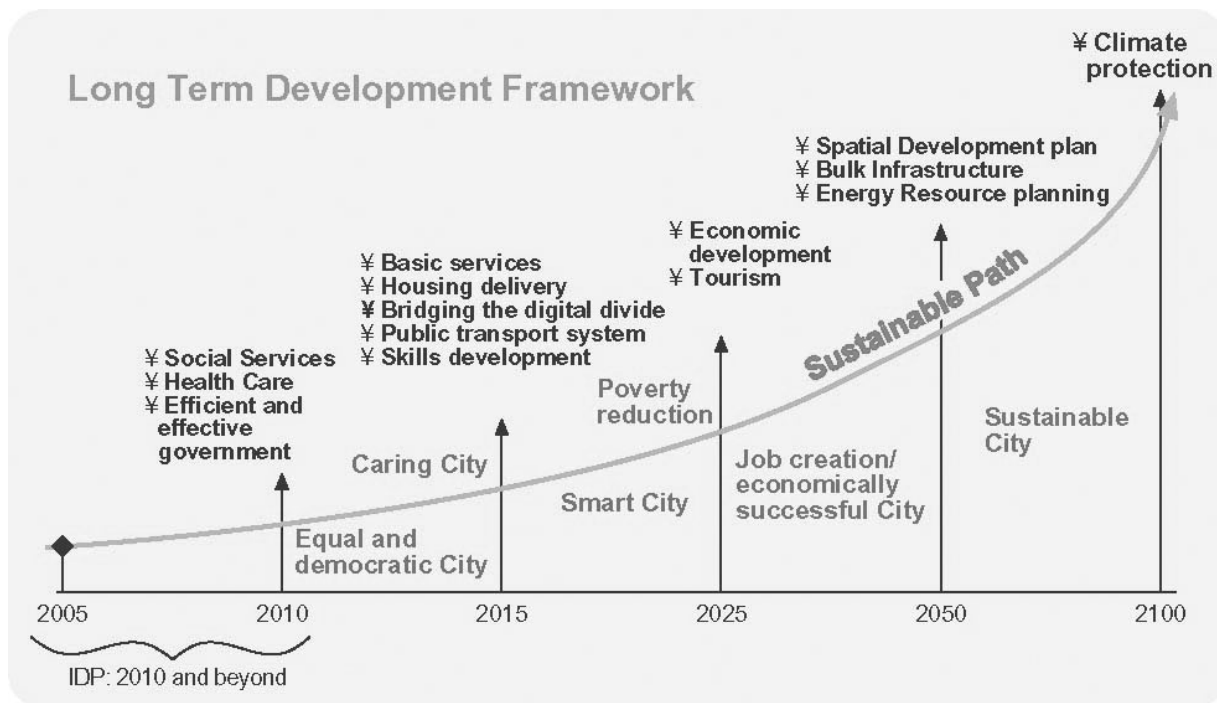 Long Term Development Framework
¥ Climate
protection
¥ Spatial Development plan
¥ Bulk Infrastructure
¥ Energy Resource planning
¥ Economic
development
¥ Tourism
¥ Basic services
¥ Housing delivery
¥ Bridging the digital divide
¥ Public transport system
¥ Skills development
¥ Social Services
¥ Health Care
¥ Efficient and
effective
government
Sustainable Path
Poverty
reduction
Caring City
Smart City
Job creation/
economically
successful City
Sustainable
City
Equal and
democratic City
2005 2010 2015 2025 2050 2100
IDP: 2010 and beyond